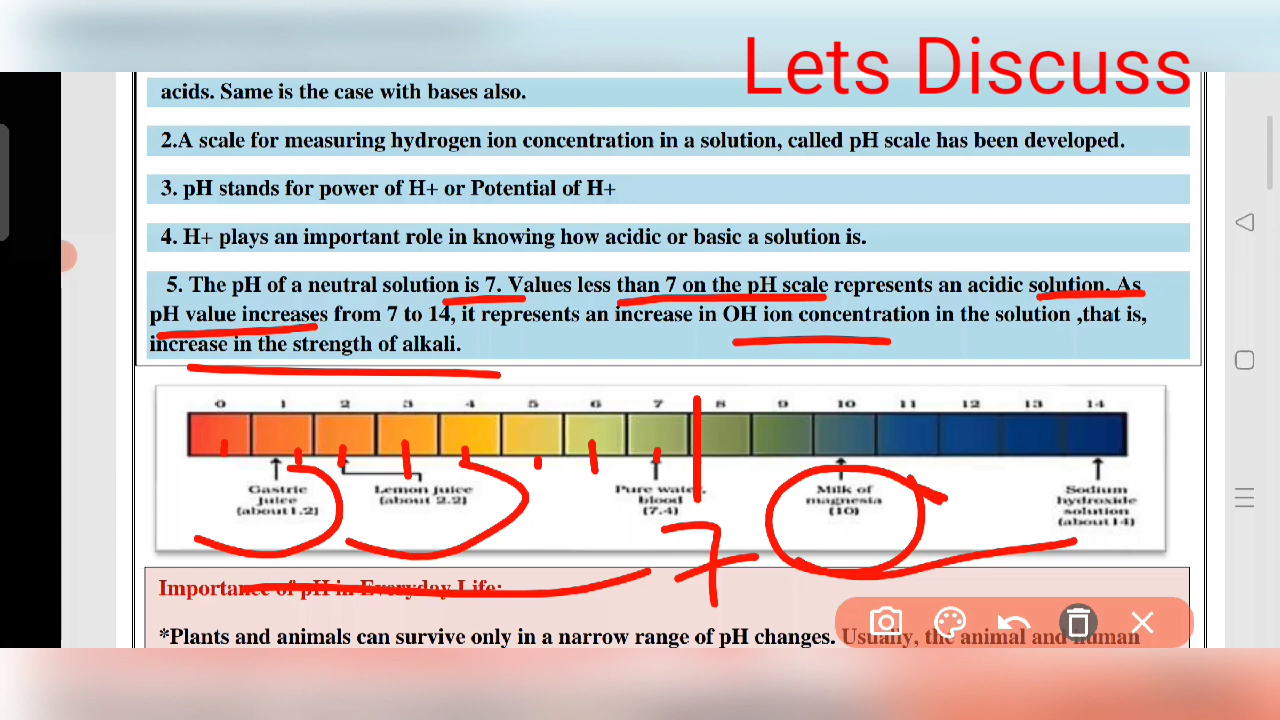 Lets Discuss
acids. Same is the case with bases also.
2.A scale for measuring hydrogen ion concentration in a solution, called pH scale has been developed.
3. pH stands for power of H+ or Potential of H+
4. H+ plays an important role in knowing how acidic or basic a solution is.
5. The pH of a neutral solution is 7. Values less than 7 on the pH scale represents an acidic solution. As
pH value increases from 7 to 14, it represents an increase in OH ion concentration in the solution ,that is,
increase in the strength of alkali.
0 1 2 3 4 5 6 7 8 9 10 11 12 13 14
Gastric
juice
(about1.2)
Lemon juice
(about 2.2)
Pure water,
blood
(7.4)
Milk of
magnesia
(10)
Sodium
hydroxide
solution
(about14)
7
Importance of pH in Everyday Life:
*Plants and animals can survive only in a narrow range of pH changes. Usually, the animal and human